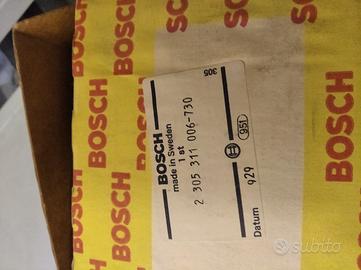 BOSCH
BOSCH
BOSCH
BOSCH
BOSCH
305
BOSCH
made in Sweden
1 st
2 305 311 006-730
951
Datum
929
subito